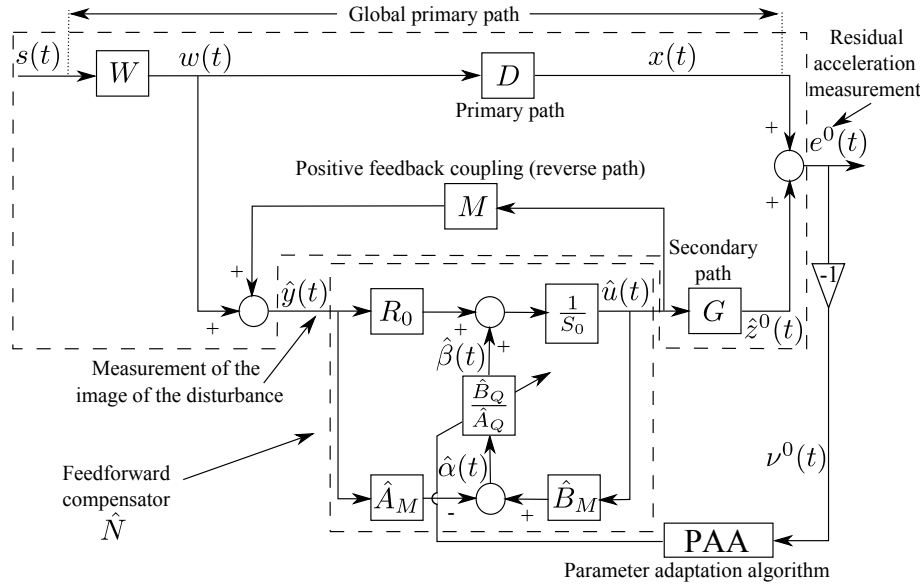 Global primary path
Residual
acceleration
measurement
s(t)
W
w(t)
D
x(t)
Primary path
+
e⁰(t)
Positive feedback coupling (reverse path)
M
+
Secondary
path
+
-1
ŷ(t)
R₀
+
1
S₀
û(t)
G
ẑ⁰(t)
+
+
β̂(t)
Measurement of the
image of the disturbance
B̂_Q
Â_Q
Feedforward
compensator
N̂
α̂(t)
Â_M
-
+
B̂_M
ν⁰(t)
PAA
Parameter adaptation algorithm